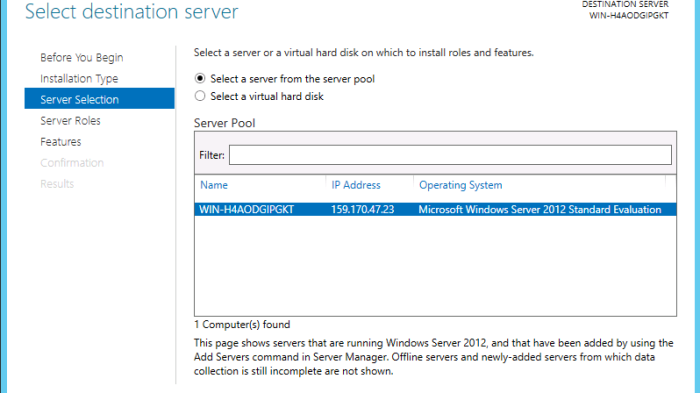 Select destination server
DESTINATION SERVER
WIN-H4AODGIPGKT
Before You Begin
Installation Type
Server Selection
Server Roles
Features
Confirmation
Results
Select a server or a virtual hard disk on which to install roles and features.
Select a server from the server pool
Select a virtual hard disk
Server Pool
Filter:
Name IP Address Operating System
WIN-H4AODGIPGKT 159.170.47.23 Microsoft Windows Server 2012 Standard Evaluation
1 Computer(s) found
This page shows servers that are running Windows Server 2012, and that have been added by using the
Add Servers command in Server Manager. Offline servers and newly-added servers from which data
collection is still incomplete are not shown.